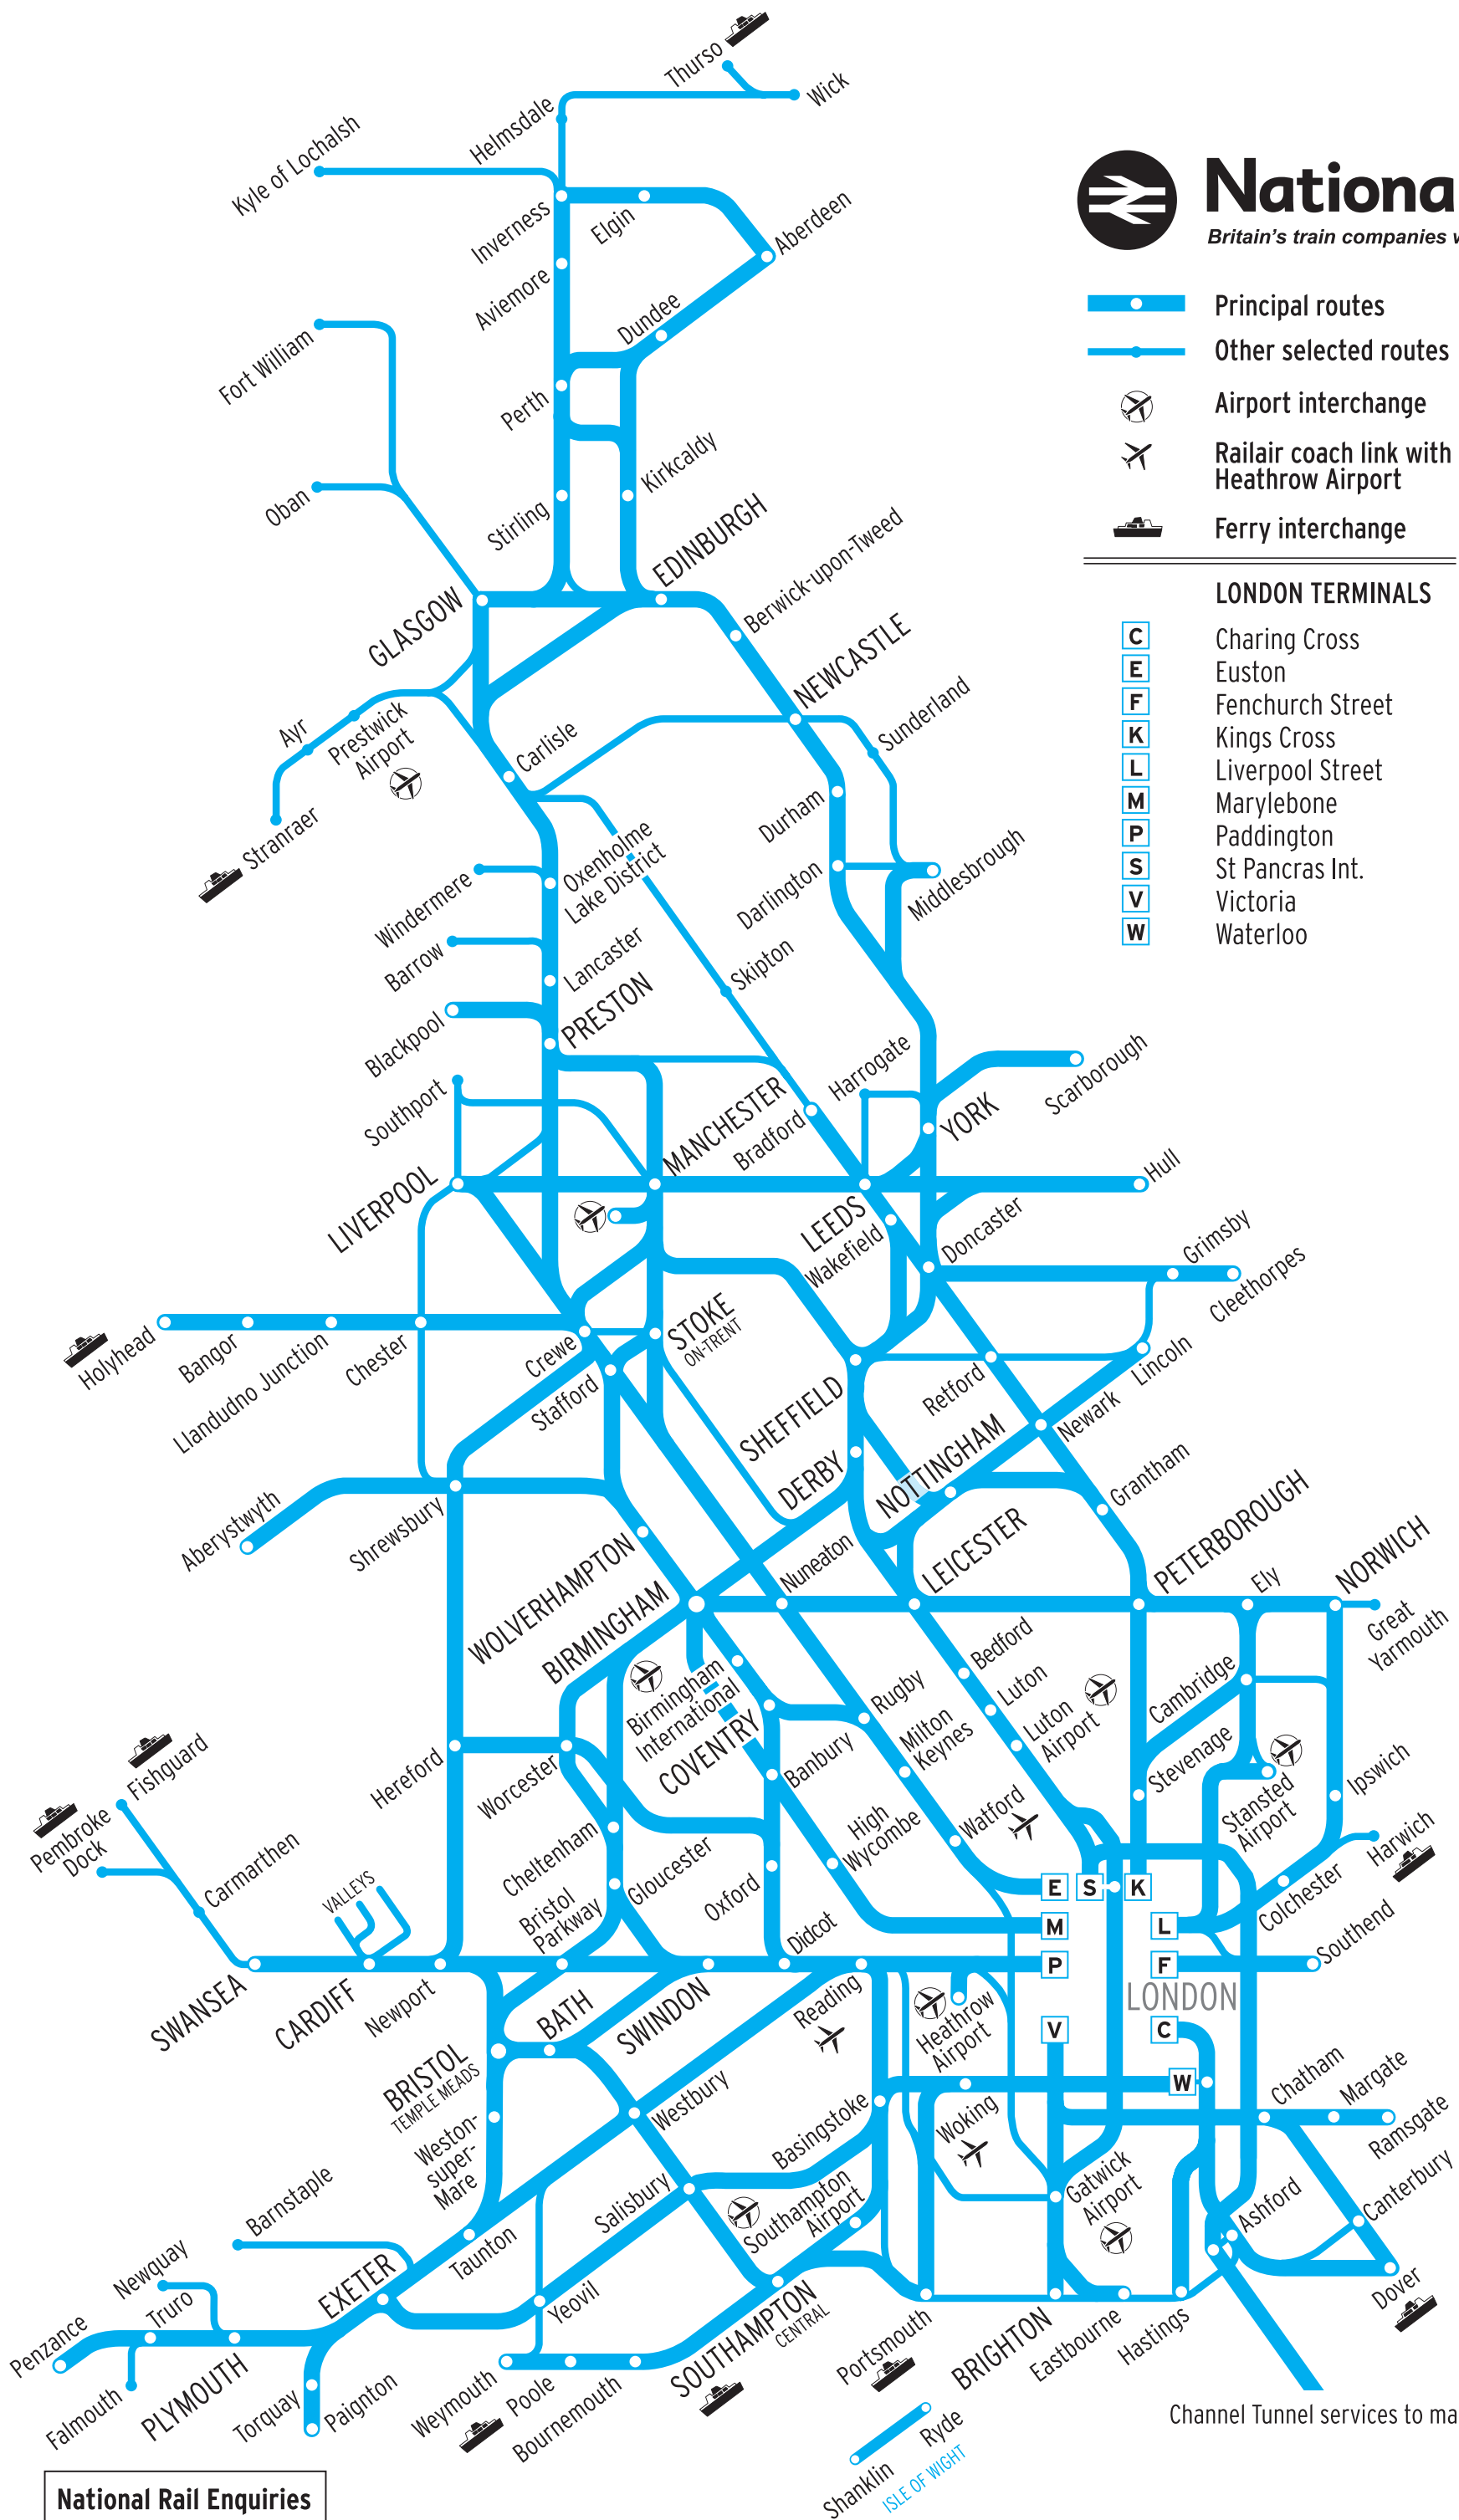 Thurso
Wick
Helmsdale
Kyle of Lochalsh
Inverness
Elgin
Aberdeen
Aviemore
Fort William
Dundee
Perth
Kirkcaldy
Oban
Stirling
EDINBURGH
Berwick-upon-Tweed
GLASGOW
NEWCASTLE
Sunderland
Ayr
Prestwick
Airport
Carlisle
Stranraer
Durham
Oxenholme
Lake District
Windermere
Darlington
Middlesbrough
Barrow
Lancaster
Skipton
PRESTON
Blackpool
Harrogate
Scarborough
Southport
MANCHESTER
Bradford
YORK
LIVERPOOL
Hull
LEEDS
Wakefield
Doncaster
Grimsby
Cleethorpes
Holyhead
Bangor
Llandudno Junction
Chester
Crewe
STOKE
ON-TRENT
Stafford
SHEFFIELD
Retford
Lincoln
Newark
DERBY
NOTTINGHAM
Grantham
Aberystwyth
Shrewsbury
WOLVERHAMPTON
Nuneaton
LEICESTER
PETERBOROUGH
Ely
NORWICH
Great
Yarmouth
BIRMINGHAM
Birmingham
International
COVENTRY
Rugby
Bedford
Luton
Luton
Airport
Cambridge
Milton
Keynes
Stevenage
Stansted
Airport
Ipswich
Harwich
Fishguard
Pembroke
Dock
Carmarthen
Hereford
Worcester
Banbury
High
Wycombe
Watford
Cheltenham
Gloucester
Oxford
Colchester
Southend
VALLEYS
Bristol
Parkway
Didcot
E
S
K
M
L
P
F
LONDON
V
C
W
SWANSEA
CARDIFF
Newport
BATH
SWINDON
Reading
Heathrow
Airport
BRISTOL
TEMPLE MEADS
Westbury
Weston-
super-
Mare
Basingstoke
Woking
Chatham
Margate
Ramsgate
Barnstaple
Taunton
Salisbury
Southampton
Airport
Gatwick
Airport
Ashford
Canterbury
Newquay
Truro
EXETER
Yeovil
Dover
Penzance
Falmouth
PLYMOUTH
Torquay
Paignton
Weymouth
Poole
Bournemouth
SOUTHAMPTON
CENTRAL
Portsmouth
BRIGHTON
Eastbourne
Hastings
Ryde
Shanklin
ISLE OF WIGHT
Channel Tunnel services to ma
National Rail Enquiries
Nationa
Britain's train companies w
Principal routes
Other selected routes
Airport interchange
Railair coach link with
Heathrow Airport
Ferry interchange
LONDON TERMINALS
C Charing Cross
E Euston
F Fenchurch Street
K Kings Cross
L Liverpool Street
M Marylebone
P Paddington
S St Pancras Int.
V Victoria
W Waterloo